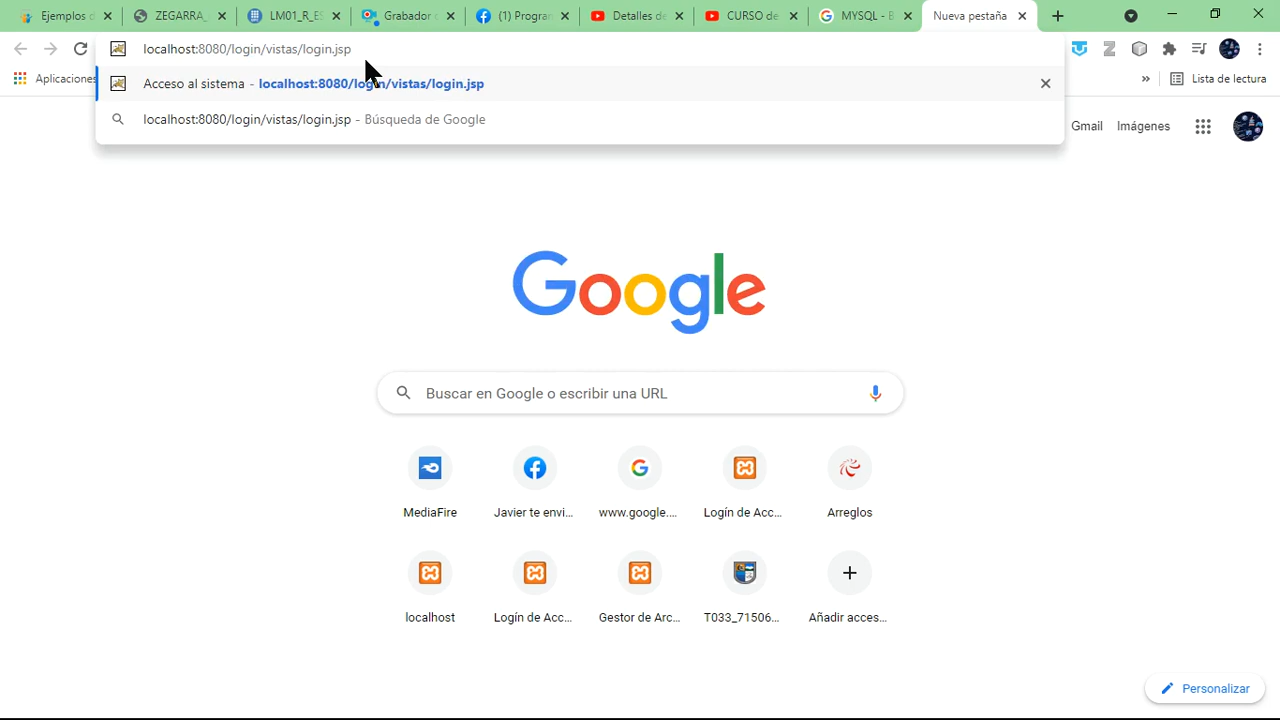 Ejemplos d
ZEGARRA_
LM01_R_ES
Grabador d
(1) Program
Detalles de
CURSO de
MYSQL - B
Nueva pestaña
localhost:8080/login/vistas/login.jsp
Aplicaciones
Acceso al sistema - localhost:8080/login/vistas/login.jsp
Lista de lectura
localhost:8080/login/vistas/login.jsp - Búsqueda de Google
Gmail
Imágenes
Google
Buscar en Google o escribir una URL
MediaFire
Javier te envi...
www.google....
Logín de Acc...
Arreglos
localhost
Logín de Acc...
Gestor de Arc...
T033_71506...
Añadir acces...
Personalizar